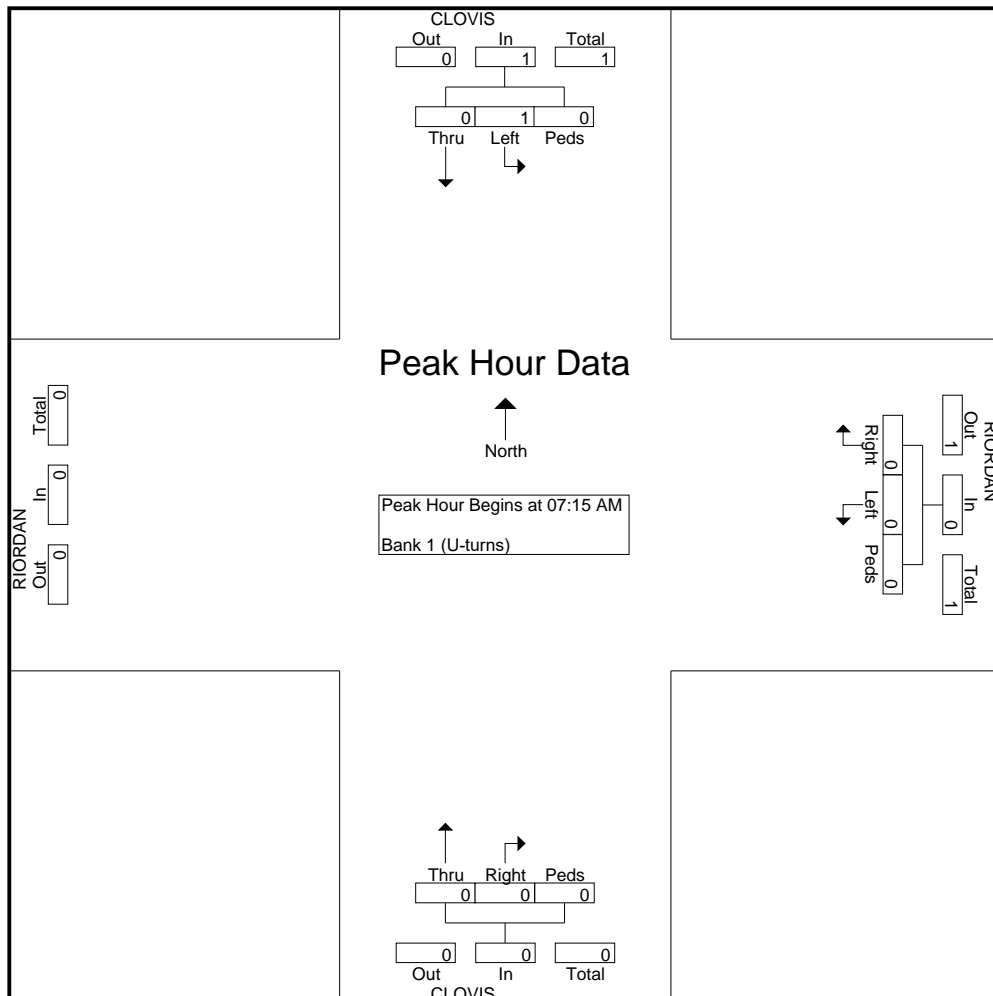 CLOVIS
Out In Total
0 1 1
0 1 0
Thru Left Peds
Peak Hour Data
North
Peak Hour Begins at 07:15 AM
Bank 1 (U-turns)
RIORDAN
Out In Total
0 0 0
RIORDAN
Out In Total
1 0 1
Right Left Peds
0 0 0
Thru Right Peds
0 0 0
0 0 0
Out In Total
CLOVIS